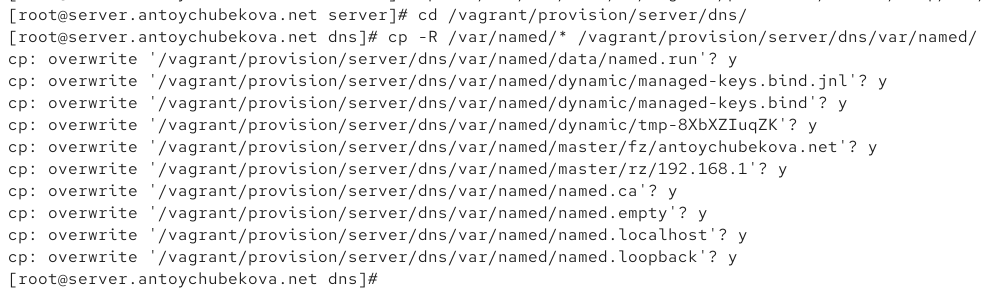 [root@server.antoychubekova.net server]# cd /vagrant/provision/server/dns/
[root@server.antoychubekova.net dns]# cp -R /var/named/* /vagrant/provision/server/dns/var/named/
cp: overwrite '/vagrant/provision/server/dns/var/named/data/named.run'? y
cp: overwrite '/vagrant/provision/server/dns/var/named/dynamic/managed-keys.bind.jnl'? y
cp: overwrite '/vagrant/provision/server/dns/var/named/dynamic/managed-keys.bind'? y
cp: overwrite '/vagrant/provision/server/dns/var/named/dynamic/tmp-8XbXZIuqZK'? y
cp: overwrite '/vagrant/provision/server/dns/var/named/master/fz/antoychubekova.net'? y
cp: overwrite '/vagrant/provision/server/dns/var/named/master/rz/192.168.1'? y
cp: overwrite '/vagrant/provision/server/dns/var/named/named.ca'? y
cp: overwrite '/vagrant/provision/server/dns/var/named/named.empty'? y
cp: overwrite '/vagrant/provision/server/dns/var/named/named.localhost'? y
cp: overwrite '/vagrant/provision/server/dns/var/named/named.loopback'? y
[root@server.antoychubekova.net dns]#